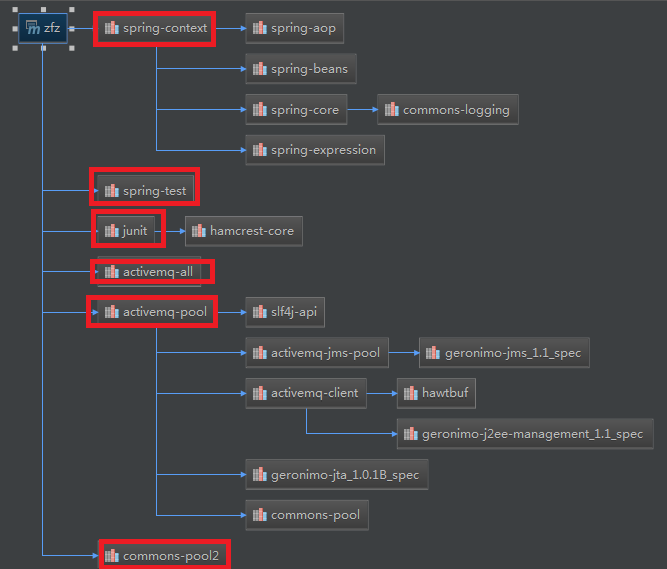 zfz
spring-context
spring-aop
spring-beans
spring-core
commons-logging
spring-expression
spring-test
junit
hamcrest-core
activemq-all
activemq-pool
slf4j-api
activemq-jms-pool
geronimo-jms_1.1_spec
activemq-client
hawtbuf
geronimo-j2ee-management_1.1_spec
geronimo-jta_1.0.1B_spec
commons-pool
commons-pool2